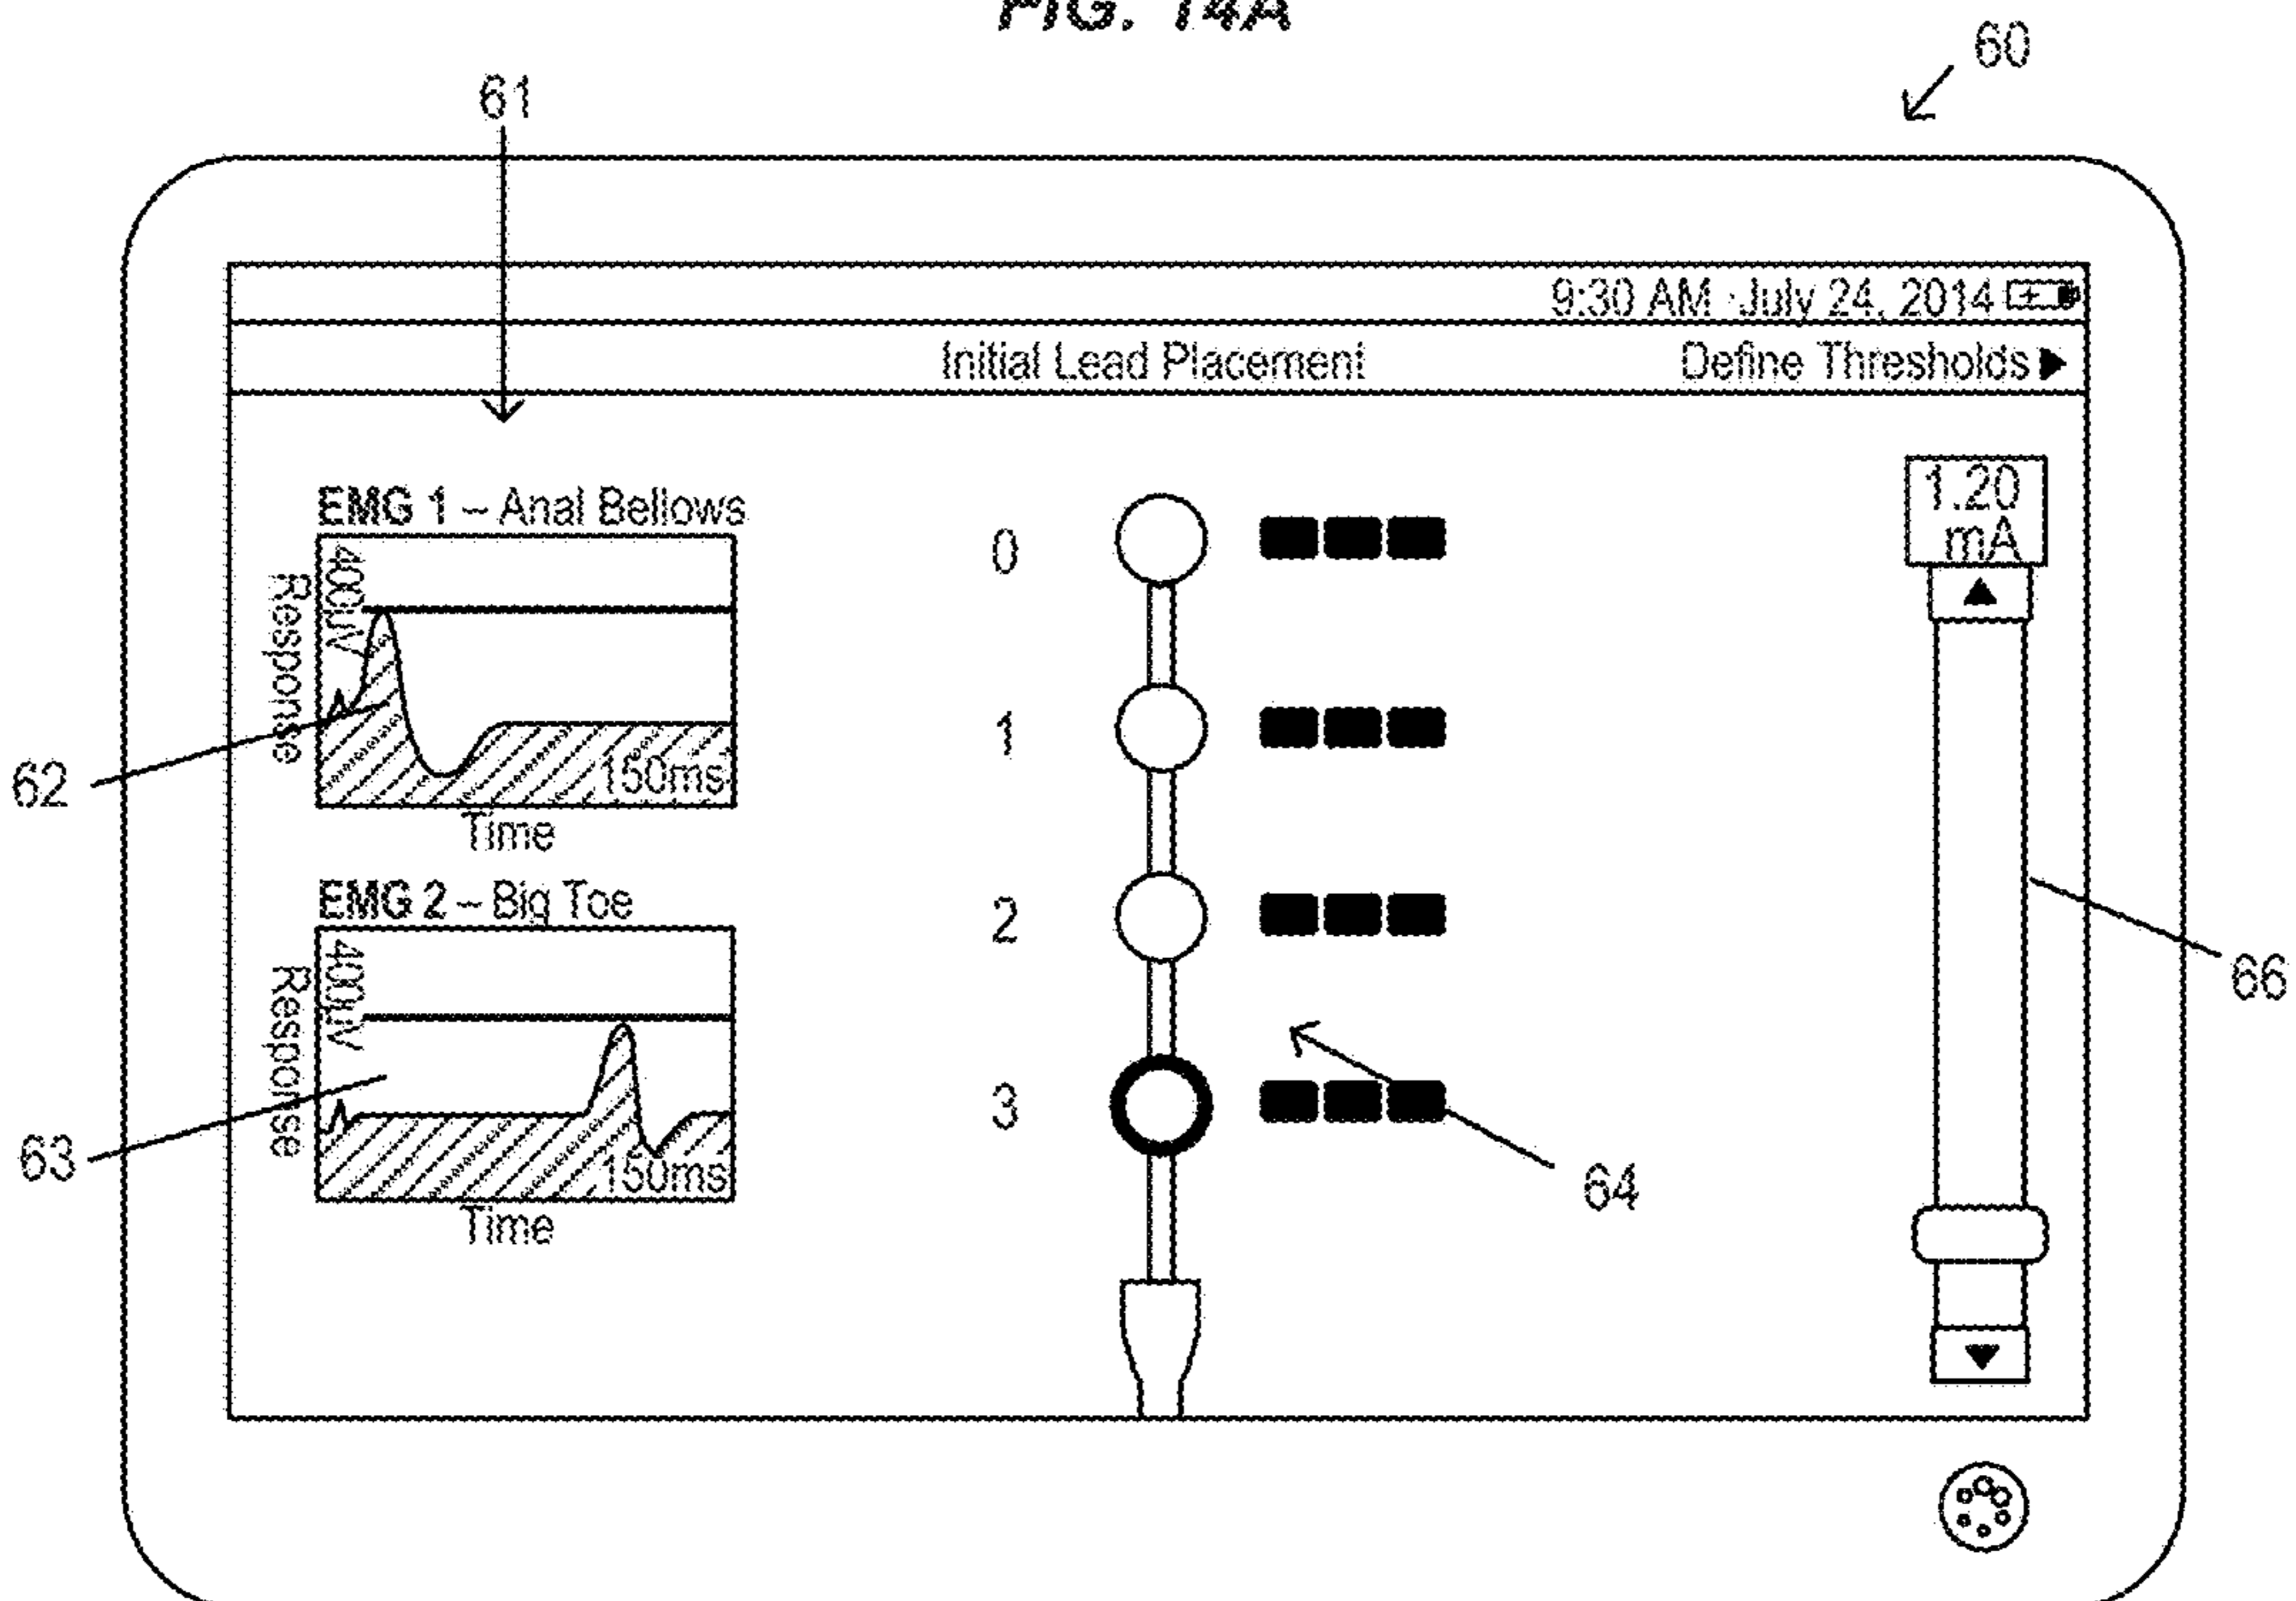 FIG. 14A
60
61
9:30 AM July 24, 2014
Initial Lead Placement
Define Thresholds ▶
EMG 1 – Anal Bellows
400µV
Response
150ms
Time
62
EMG 2 – Big Toe
400µV
Response
150ms
Time
63
0
1
2
3
64
1.20
mA
66